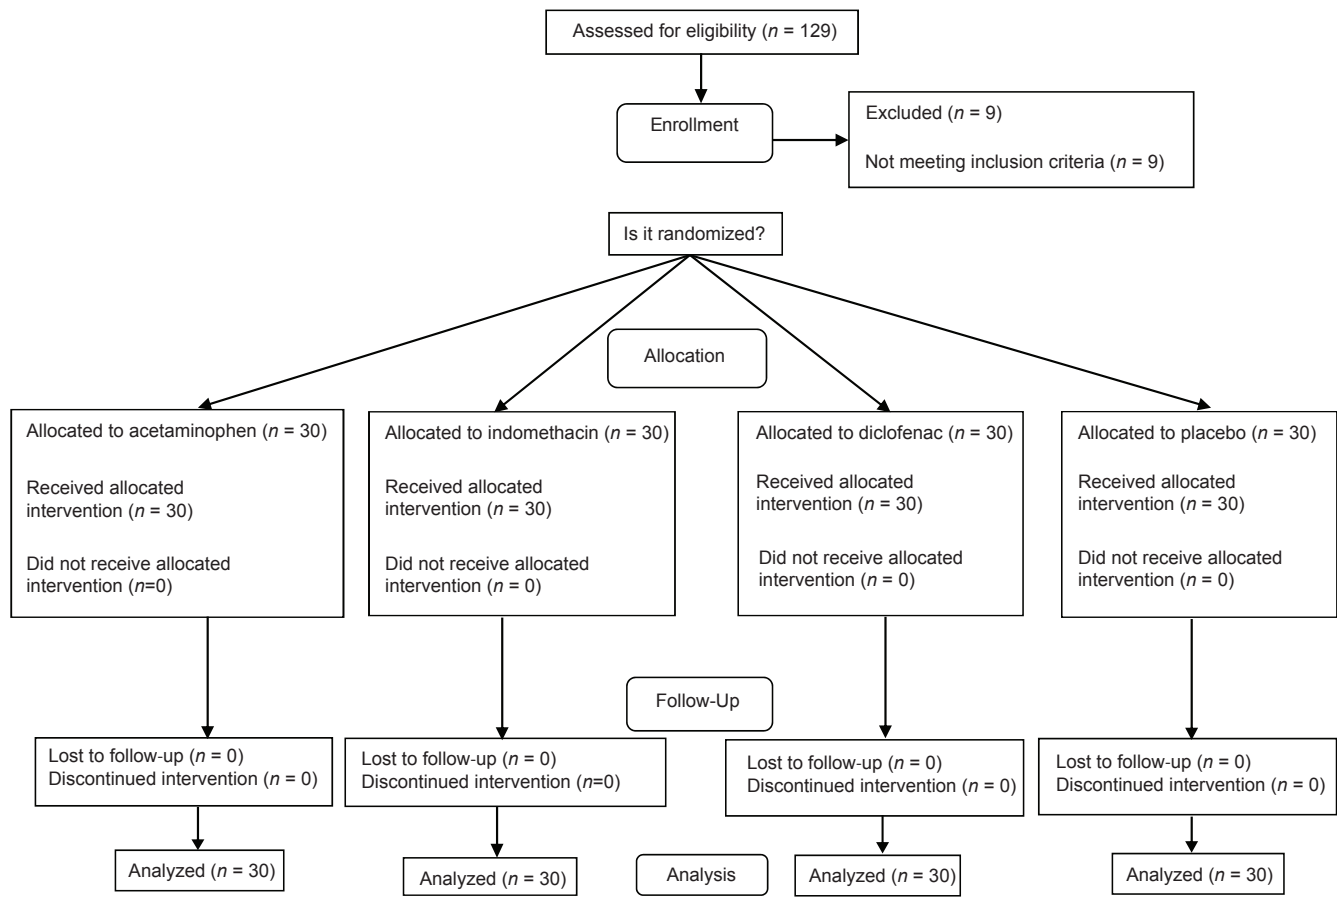 Assessed for eligibility (n = 129)
Enrollment
Excluded (n = 9)
Not meeting inclusion criteria (n = 9)
Is it randomized?
Allocation
Allocated to acetaminophen (n = 30)
Received allocated
intervention (n = 30)
Did not receive allocated
intervention (n=0)
Allocated to indomethacin (n = 30)
Received allocated
intervention (n = 30)
Did not receive allocated
intervention (n = 0)
Allocated to diclofenac (n = 30)
Received allocated
intervention (n = 30)
Did not receive allocated
intervention (n = 0)
Allocated to placebo (n = 30)
Received allocated
intervention (n = 30)
Did not receive allocated
intervention (n = 0)
Follow-Up
Lost to follow-up (n = 0)
Discontinued intervention (n = 0)
Lost to follow-up (n = 0)
Discontinued intervention (n=0)
Lost to follow-up (n = 0)
Discontinued intervention (n = 0)
Lost to follow-up (n = 0)
Discontinued intervention (n = 0)
Analyzed (n = 30)
Analyzed (n = 30)
Analysis
Analyzed (n = 30)
Analyzed (n = 30)